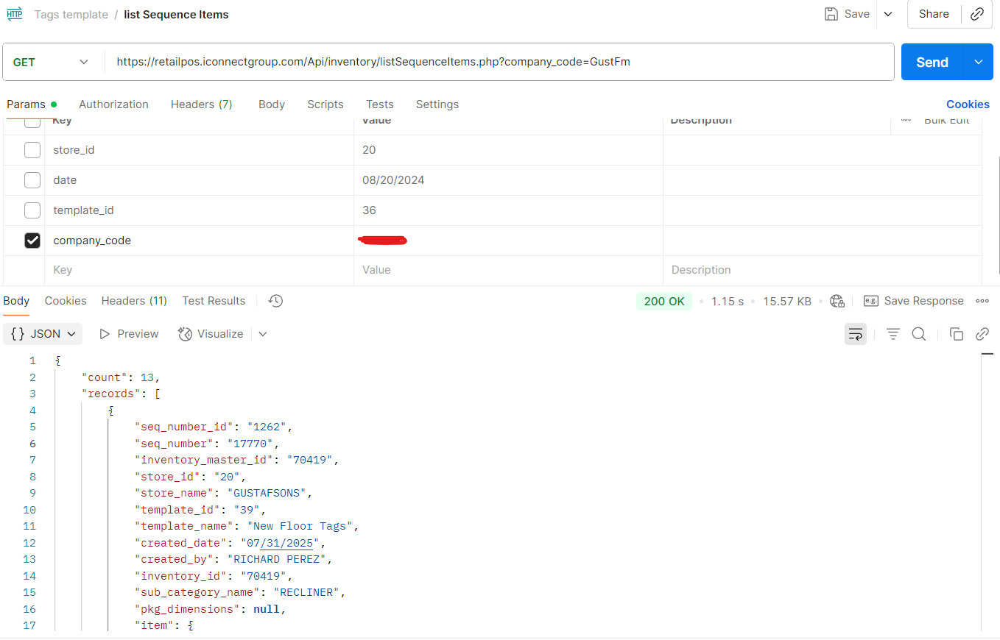 HTTP Tags template / list Sequence Items Save Share
GET https://retailpos.iconnectgroup.com/Api/inventory/listSequenceItems.php?company_code=GustFm Send
Params Authorization Headers (7) Body Scripts Tests Settings Cookies
Key Value Description Bulk Edit
store_id 20
date 08/20/2024
template_id 36
company_code
Key Value Description
Body Cookies Headers (11) Test Results 200 OK 1.15 s 15.57 KB e.g. Save Response
{} JSON Preview Visualize
1 {
2 "count": 13,
3 "records": [
4 {
5 "seq_number_id": "1262",
6 "seq_number": "17770",
7 "inventory_master_id": "70419",
8 "store_id": "20",
9 "store_name": "GUSTAFSONS",
10 "template_id": "39",
11 "template_name": "New Floor Tags",
12 "created_date": "07/31/2025",
13 "created_by": "RICHARD PEREZ",
14 "inventory_id": "70419",
15 "sub_category_name": "RECLINER",
16 "pkg_dimensions": null,
17 "item": {